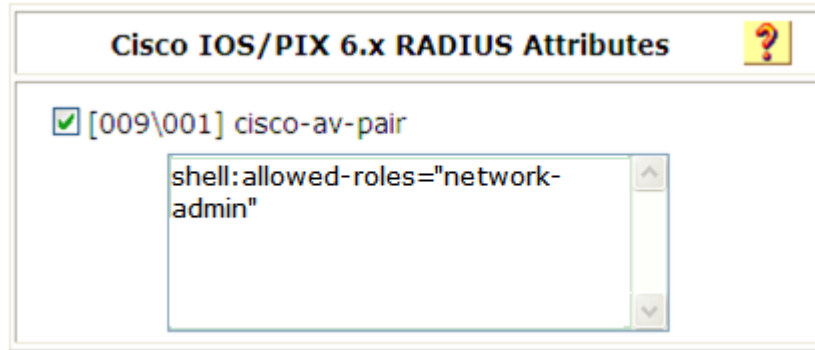 Cisco IOS/PIX 6.x RADIUS Attributes ?
[009\001] cisco-av-pair
shell:allowed-roles="network-
admin"